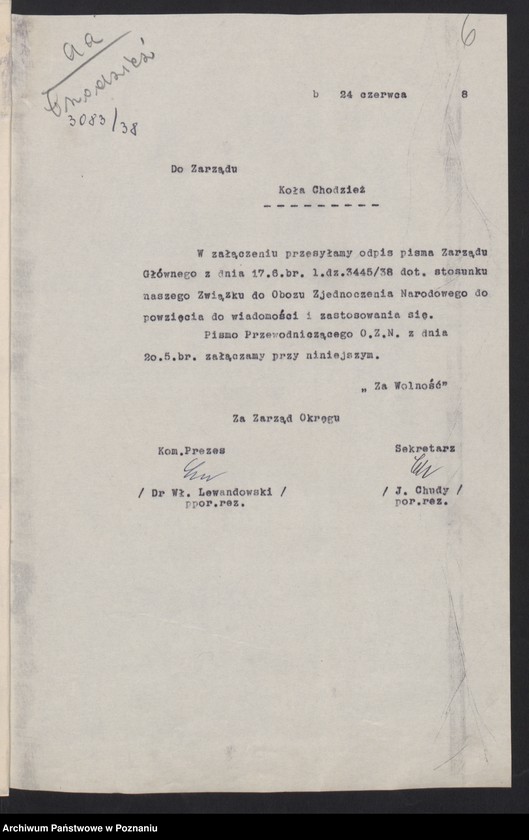 aa
Chodzież
3083/38
6
b 24 czerwca 8
Do Zarządu
Koła Chodzież
W załączeniu przesyłamy odpis pisma Zarządu
Głównego z dnia 17.6.br. l.dz.3445/38 dot. stosunku
naszego Związku do Obozu Zjednoczenia Narodowego do
powzięcia do wiadomości i zastosowania się.
Pismo Przewodniczącego O.Z.N. z dnia
2o.5.br. załączamy przy niniejszym.
„ Za Wolność"
Za Zarząd Okręgu
Kom.Prezes Sekretarz
/ Dr Wł. Lewandowski / / J. Chudy /
ppor.rez. por.rez.
Archiwum Państwowe w Poznaniu